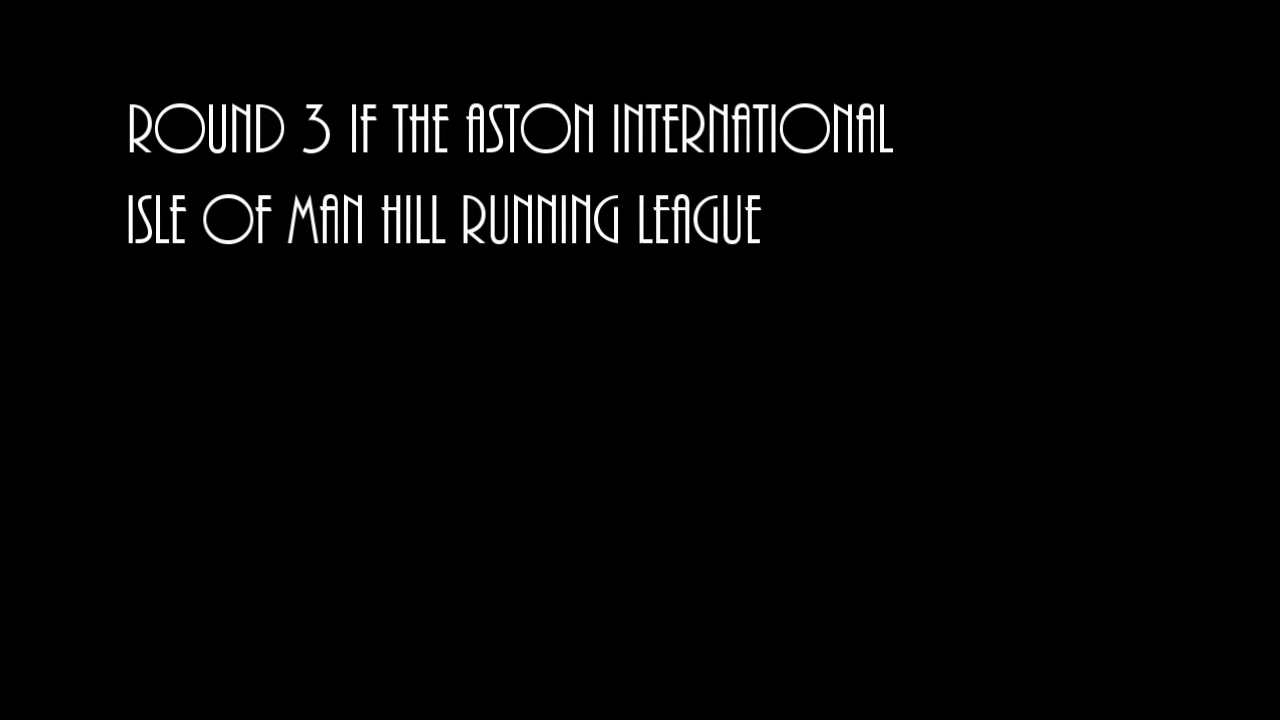 ROUND 3 IF THE ASTON INTERNATIONAL
ISLE OF MAN HILL RUNNING LEAGUE